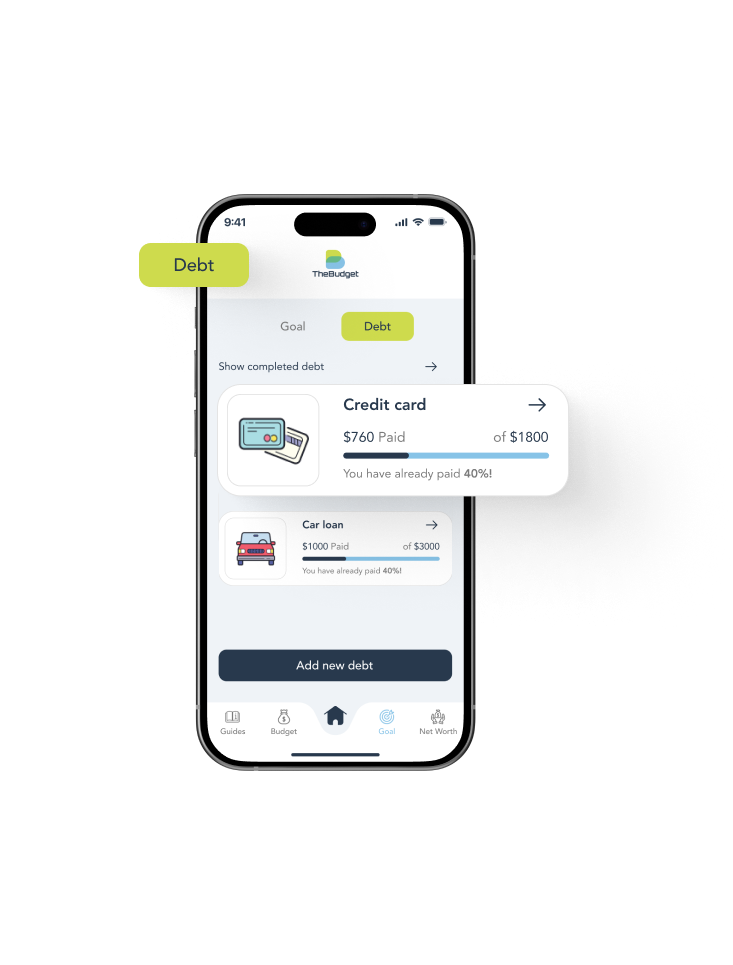 9:41
Debt
TheBudget
Goal
Debt
Show completed debt
Credit card
$760 Paid of $1800
You have already paid 40%!
Car loan
$1000 Paid of $3000
You have already paid 40%!
Add new debt
Guides Budget Goal Net Worth